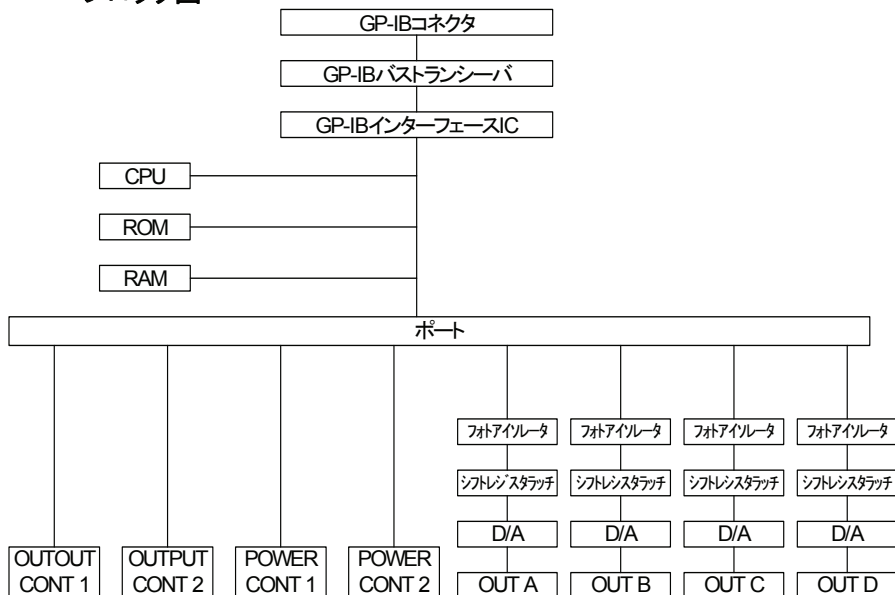 GP-IBコネクタ
GP-IBバストランシーバ
GP-IBインターフェースIC
CPU
ROM
RAM
ポート
フォトアイソレータ フォトアイソレータ フォトアイソレータ フォトアイソレータ
シフトレジスタラッチ シフトレシスタラッチ シフトレシスタラッチ シフトレシスタラッチ
D/A D/A D/A D/A
OUTOUT OUTPUT POWER POWER
CONT 1 CONT 2 CONT 1 CONT 2 OUT A OUT B OUT C OUT D